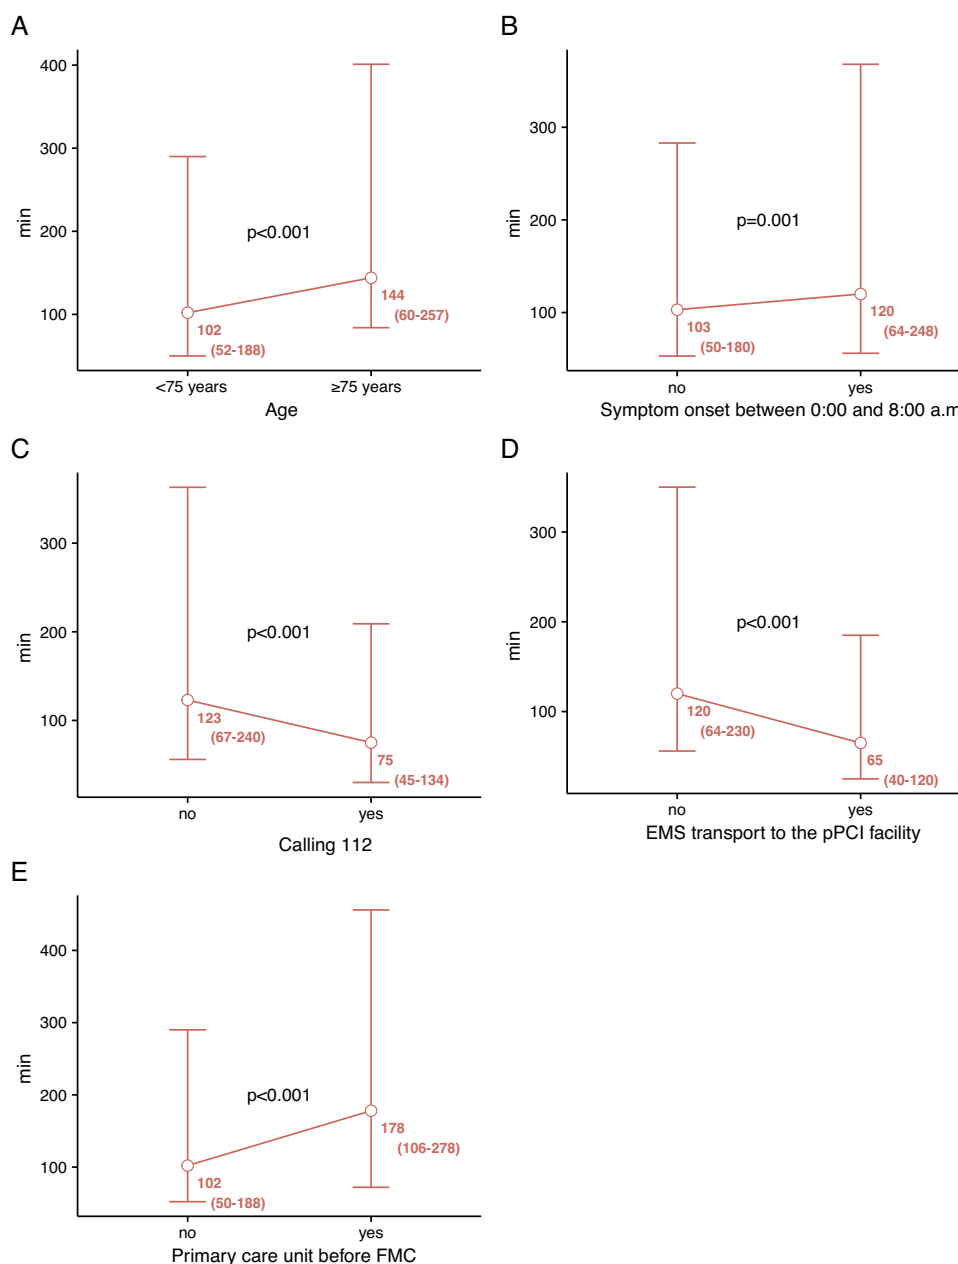 A
400
300
200
100
min
p<0.001
102
(52-188)
144
(60-257)
<75 years
≥75 years
Age
B
300
200
100
min
p=0.001
103
(50-180)
120
(64-248)
no
yes
Symptom onset between 0:00 and 8:00 a.m
C
300
200
100
min
p<0.001
123
(67-240)
75
(45-134)
no
yes
Calling 112
D
300
200
100
min
p<0.001
120
(64-230)
65
(40-120)
no
yes
EMS transport to the pPCI facility
E
400
300
200
100
min
p<0.001
102
(50-188)
178
(106-278)
no
yes
Primary care unit before FMC